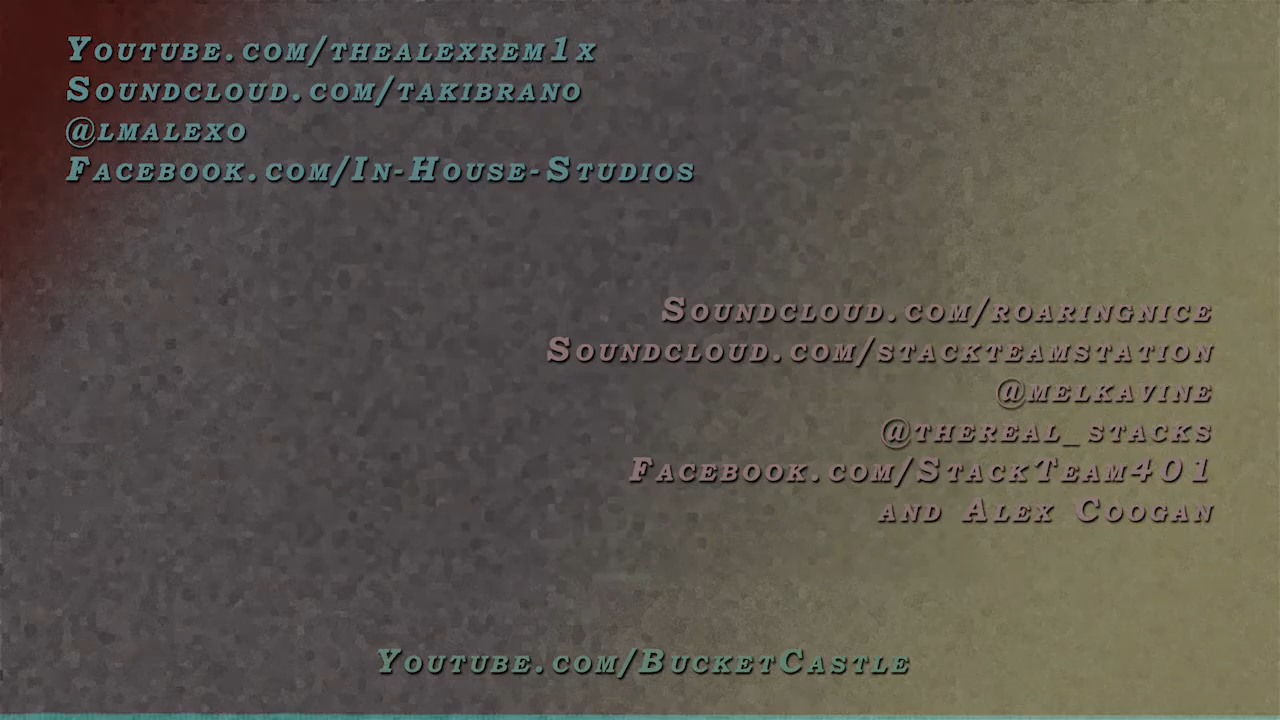 Youtube.com/thealexrem1x
Soundcloud.com/takibrano
@lmalexo
Facebook.com/In-House-Studios
Soundcloud.com/roaringnice
Soundcloud.com/stackteamstation
@melkavine
@thereal_stacks
Facebook.com/StackTeam401
and Alex Coogan
Youtube.com/BucketCastle